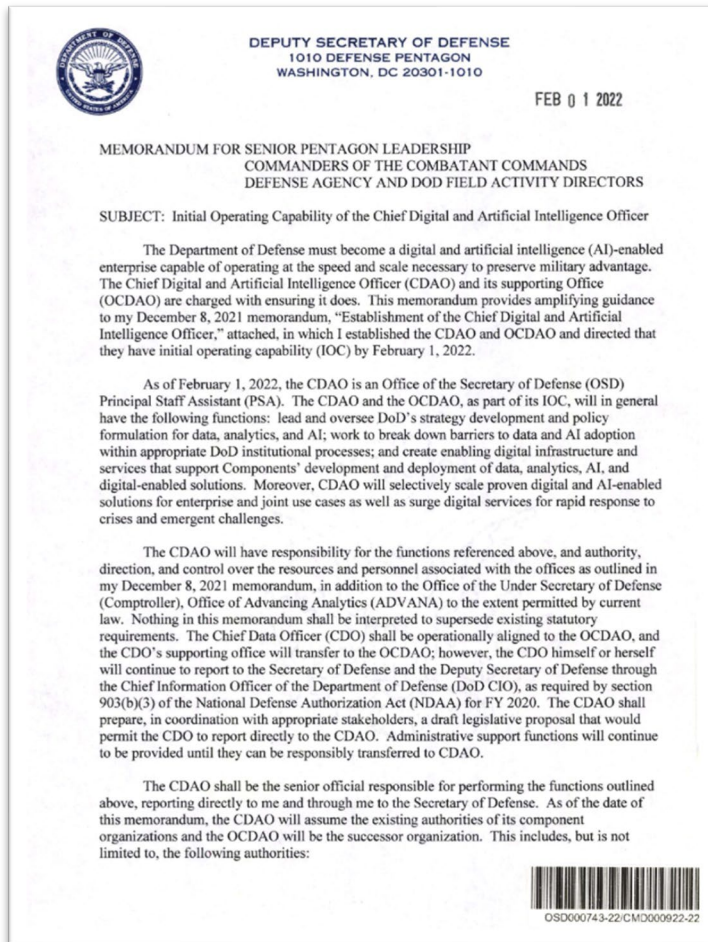 DEPARTMENT OF DEFENSE
UNITED STATES OF AMERICA
DEPUTY SECRETARY OF DEFENSE
1010 DEFENSE PENTAGON
WASHINGTON, DC 20301-1010
FEB 0 1 2022
MEMORANDUM FOR SENIOR PENTAGON LEADERSHIP
COMMANDERS OF THE COMBATANT COMMANDS
DEFENSE AGENCY AND DOD FIELD ACTIVITY DIRECTORS
SUBJECT: Initial Operating Capability of the Chief Digital and Artificial Intelligence Officer
The Department of Defense must become a digital and artificial intelligence (AI)-enabled
enterprise capable of operating at the speed and scale necessary to preserve military advantage.
The Chief Digital and Artificial Intelligence Officer (CDAO) and its supporting Office
(OCDAO) are charged with ensuring it does. This memorandum provides amplifying guidance
to my December 8, 2021 memorandum, “Establishment of the Chief Digital and Artificial
Intelligence Officer,” attached, in which I established the CDAO and OCDAO and directed that
they have initial operating capability (IOC) by February 1, 2022.
As of February 1, 2022, the CDAO is an Office of the Secretary of Defense (OSD)
Principal Staff Assistant (PSA). The CDAO and the OCDAO, as part of its IOC, will in general
have the following functions: lead and oversee DoD’s strategy development and policy
formulation for data, analytics, and AI; work to break down barriers to data and AI adoption
within appropriate DoD institutional processes; and create enabling digital infrastructure and
services that support Components’ development and deployment of data, analytics, AI, and
digital-enabled solutions. Moreover, CDAO will selectively scale proven digital and AI-enabled
solutions for enterprise and joint use cases as well as surge digital services for rapid response to
crises and emergent challenges.
The CDAO will have responsibility for the functions referenced above, and authority,
direction, and control over the resources and personnel associated with the offices as outlined in
my December 8, 2021 memorandum, in addition to the Office of the Under Secretary of Defense
(Comptroller), Office of Advancing Analytics (ADVANA) to the extent permitted by current
law. Nothing in this memorandum shall be interpreted to supersede existing statutory
requirements. The Chief Data Officer (CDO) shall be operationally aligned to the OCDAO, and
the CDO’s supporting office will transfer to the OCDAO; however, the CDO himself or herself
will continue to report to the Secretary of Defense and the Deputy Secretary of Defense through
the Chief Information Officer of the Department of Defense (DoD CIO), as required by section
903(b)(3) of the National Defense Authorization Act (NDAA) for FY 2020. The CDAO shall
prepare, in coordination with appropriate stakeholders, a draft legislative proposal that would
permit the CDO to report directly to the CDAO. Administrative support functions will continue
to be provided until they can be responsibly transferred to CDAO.
The CDAO shall be the senior official responsible for performing the functions outlined
above, reporting directly to me and through me to the Secretary of Defense. As of the date of
this memorandum, the CDAO will assume the existing authorities of its component
organizations and the OCDAO will be the successor organization. This includes, but is not
limited to, the following authorities:
OSD000743-22/CMD000922-22